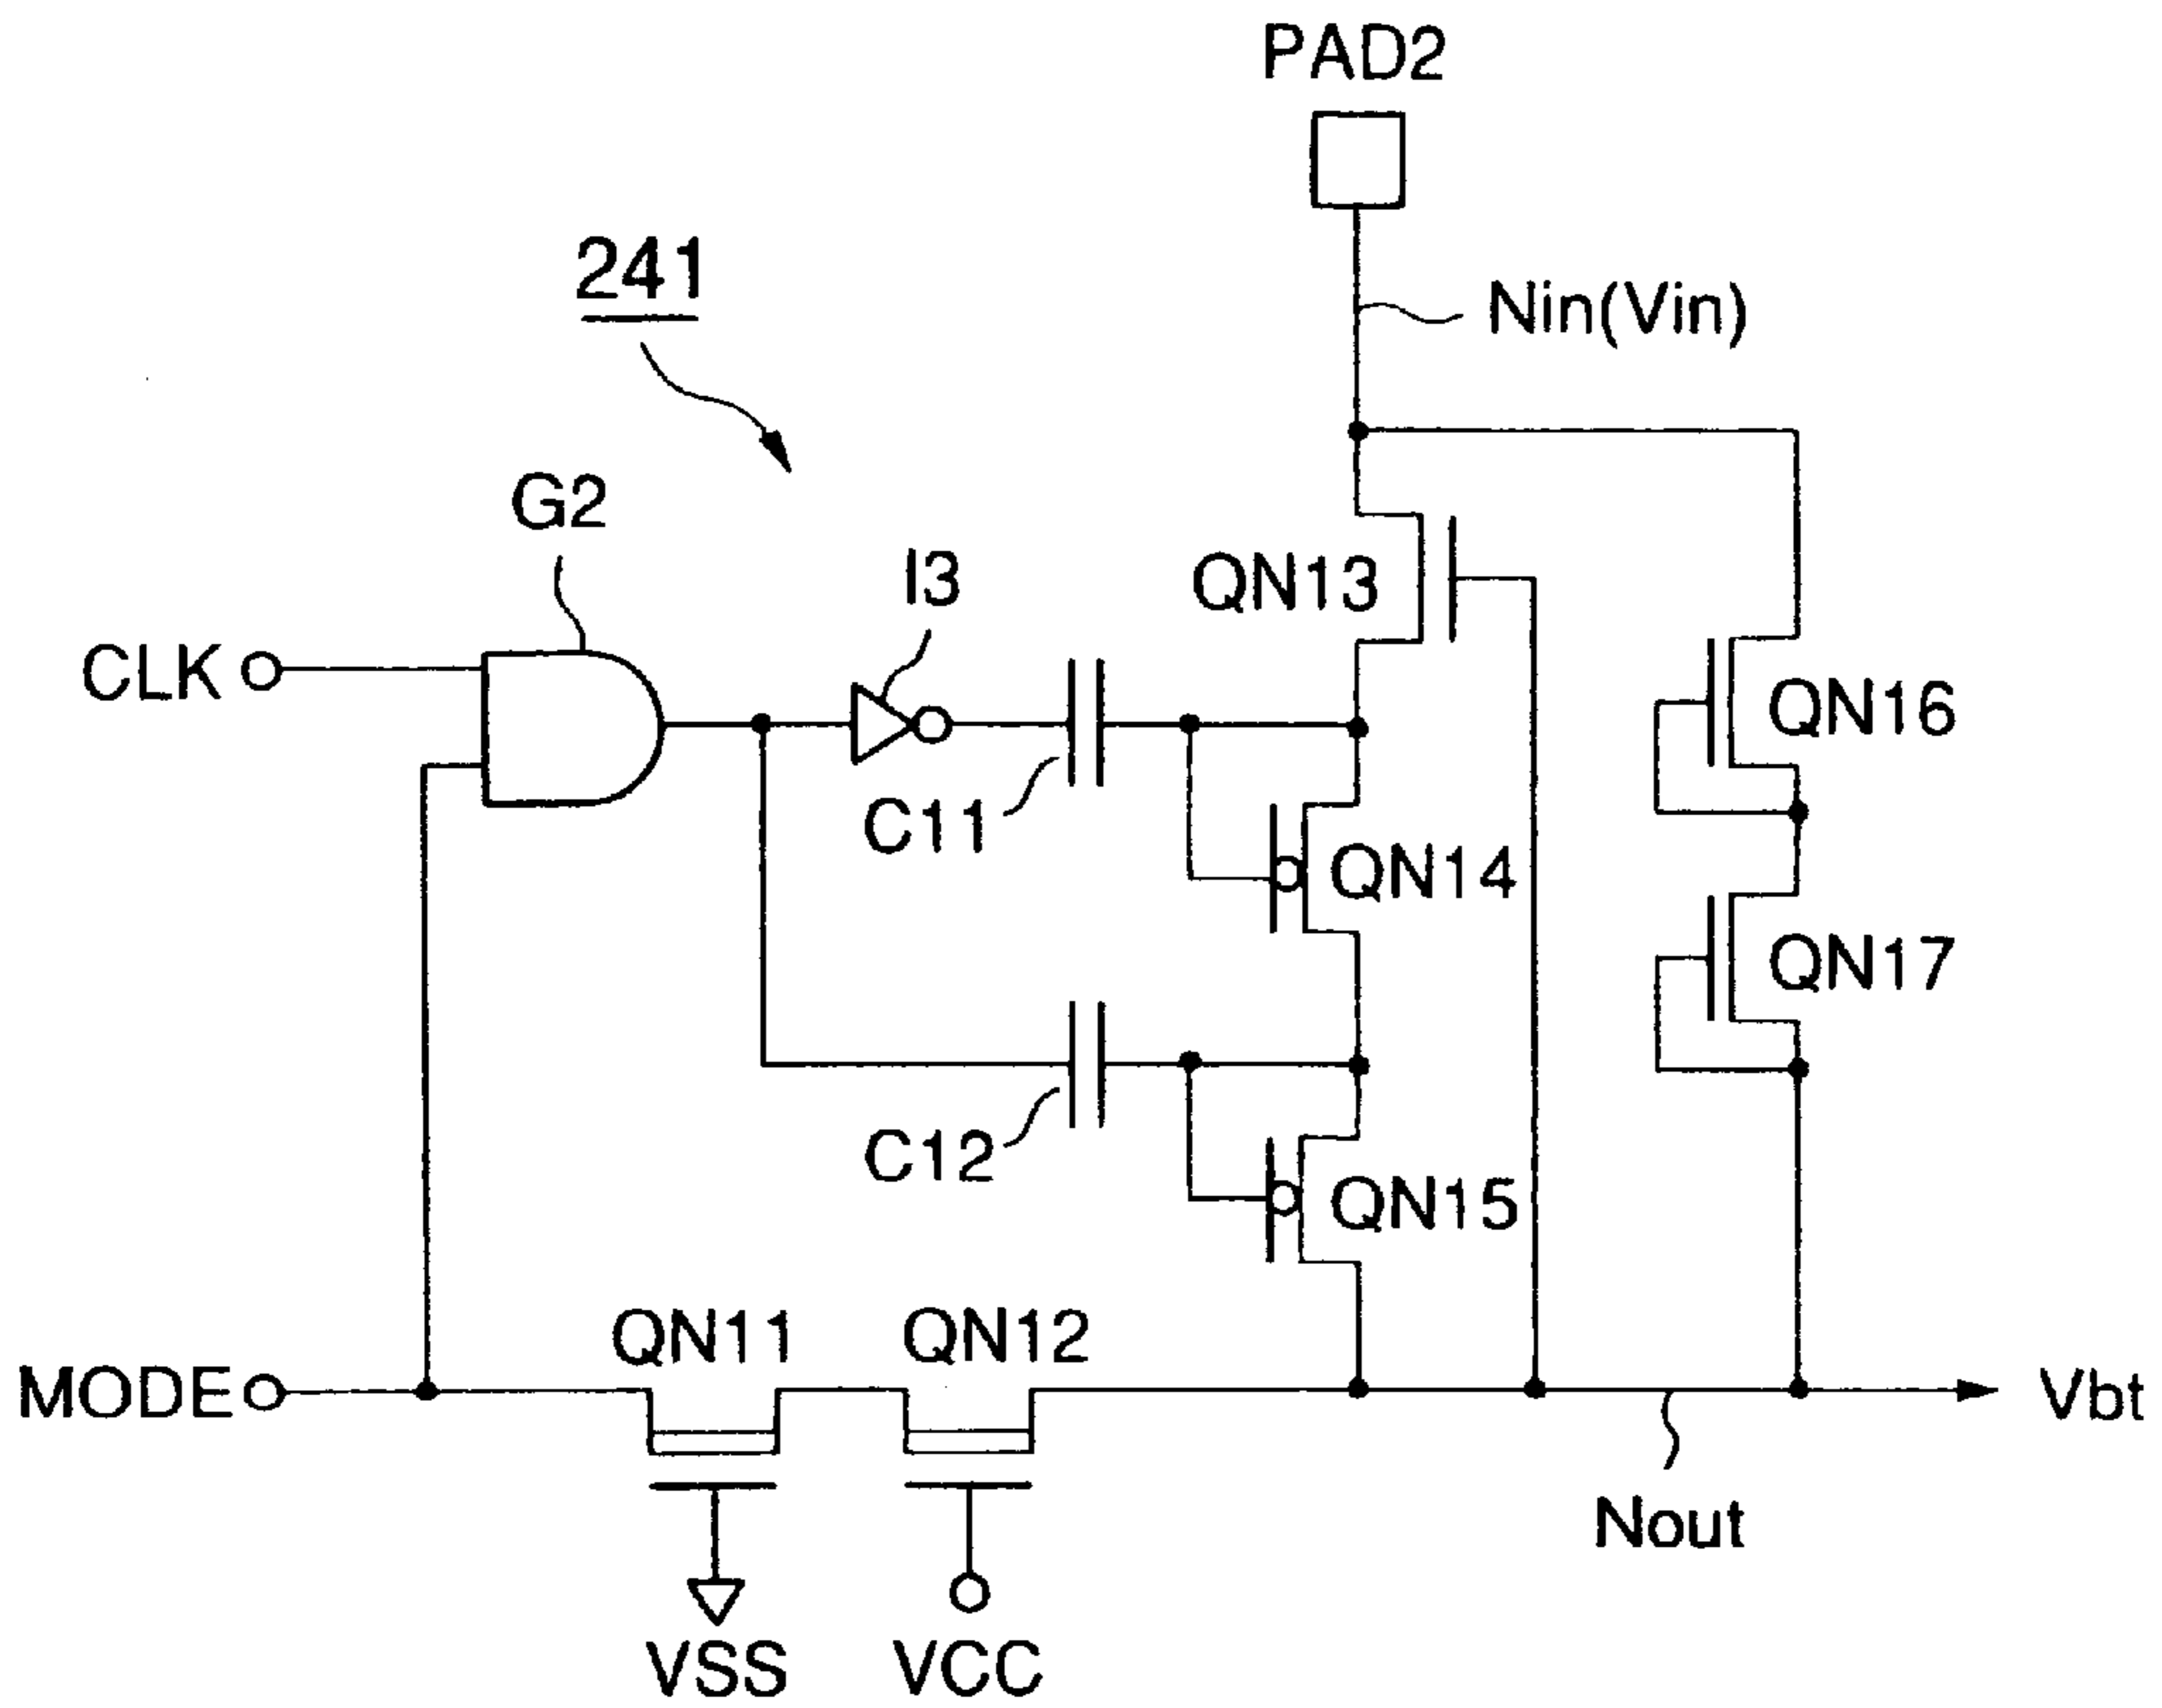 PAD2
241
Nin(Vin)
G2
I3
QN13
CLK
QN16
C11
QN14
QN17
C12
QN15
QN11
QN12
MODE
Vbt
Nout
VSS
VCC